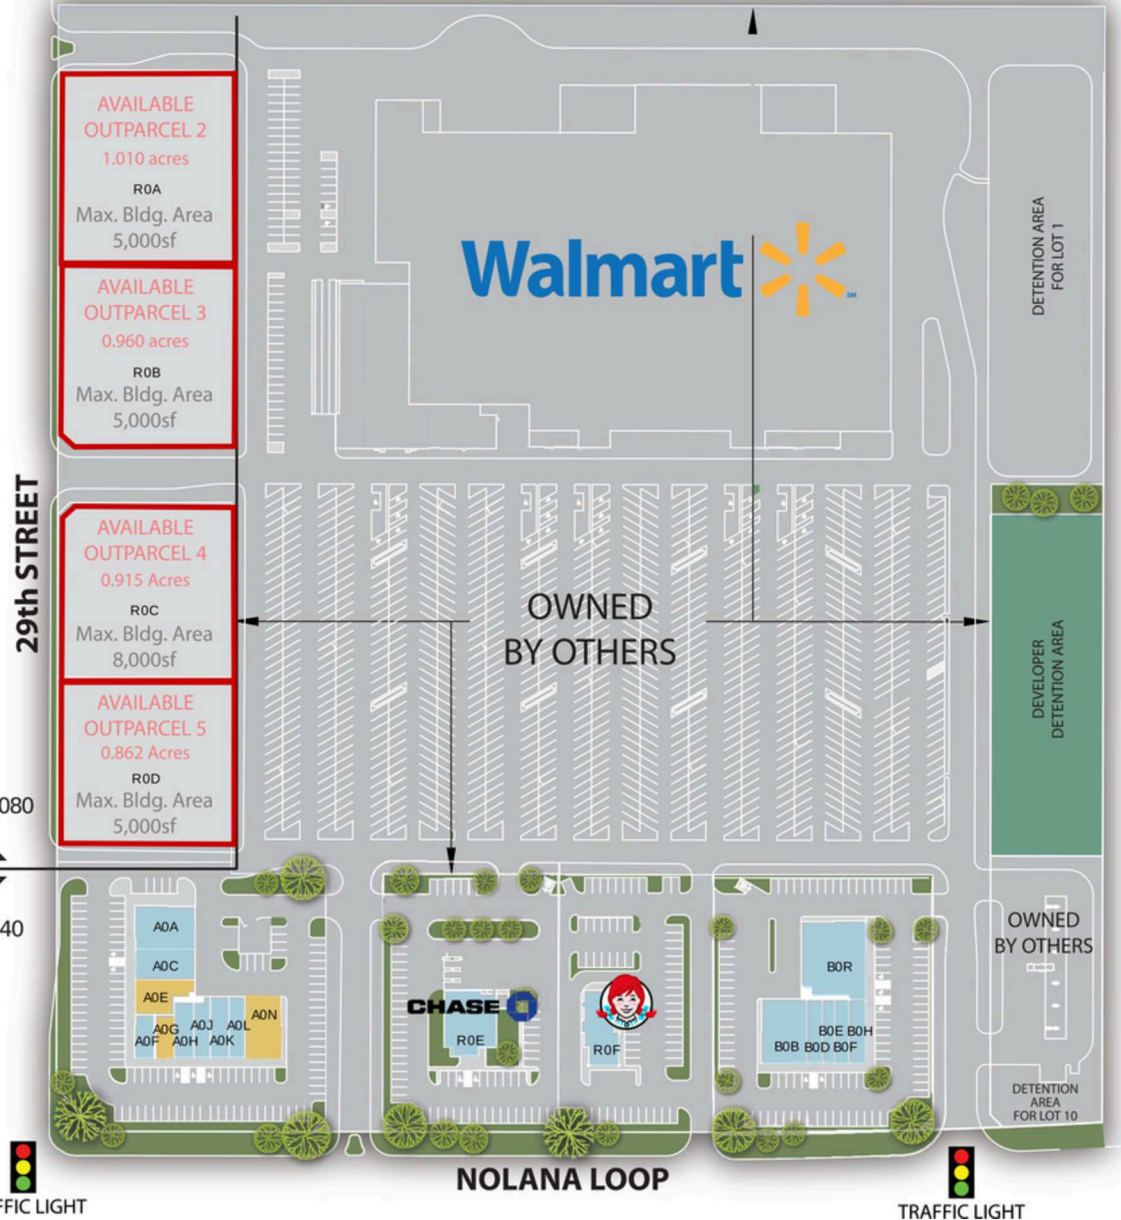 AVAILABLE
OUTPARCEL 2
1.010 acres
R0A
Max. Bldg. Area
5,000sf
AVAILABLE
OUTPARCEL 3
0.960 acres
R0B
Max. Bldg. Area
5,000sf
Walmart
SM
DETENTION AREA
FOR LOT 1
29th STREET
AVAILABLE
OUTPARCEL 4
0.915 Acres
R0C
Max. Bldg. Area
8,000sf
AVAILABLE
OUTPARCEL 5
0.862 Acres
R0D
Max. Bldg. Area
5,000sf
OWNED
BY OTHERS
DEVELOPER
DETENTION AREA
080
40
A0A
A0C
A0E
A0F
A0G
A0H
A0J
A0K
A0L
A0N
CHASE
R0E
R0F
B0R
B0B
B0D
B0E
B0F
B0H
OWNED
BY OTHERS
DETENTION
AREA
FOR LOT 10
NOLANA LOOP
FFIC LIGHT
TRAFFIC LIGHT